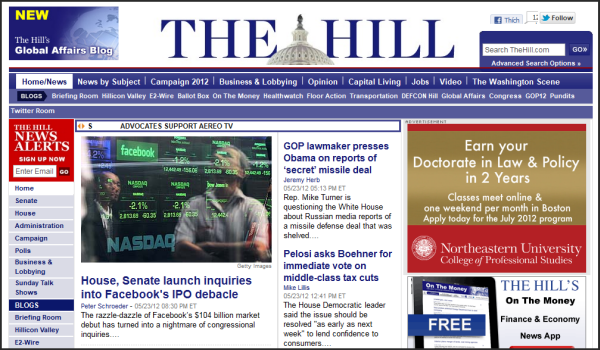 NEW
The Hill's
Global Affairs Blog
THE HILL
Thích
12
Follow
Search TheHill.com
GO»
Advanced Search Options »
Home/News
News by Subject
Campaign 2012
Business & Lobbying
Opinion
Capital Living
Jobs
Video
The Washington Scene
BLOGS
Briefing Room
Hillicon Valley
E2-Wire
Ballot Box
On The Money
Healthwatch
Floor Action
Transportation
DEFCON Hill
Global Affairs
Congress
GOP12
Pundits
Twitter Room
THE HILL
NEWS
ALERTS
SIGN UP NOW
Enter Email
GO
Home
Senate
House
Administration
Campaign
Polls
Business &
Lobbying
Sunday Talk
Shows
BLOGS
Briefing Room
Hillicon Valley
E2-Wire
S ADVOCATES SUPPORT AEREO TV
facebook
NASDAQ
-2.1%
NASDAQ
Getty Images
House, Senate launch inquiries
into Facebook's IPO debacle
Peter Schroeder - 05/23/12 08:30 PM ET
The razzle-dazzle of Facebook's $104 billion market
debut has turned into a nightmare of congressional
inquiries....
GOP lawmaker presses
Obama on reports of
‘secret’ missile deal
Jeremy Herb
05/23/12 05:13 PM ET
Rep. Mike Turner is
questioning the White House
about Russian media reports of
a missile defense deal that
was shelved....
Pelosi asks Boehner for
immediate vote on
middle-class tax cuts
Mike Lillis
05/23/12 12:41 PM ET
The House Democratic leader
said the issue should be
resolved "as early as next
week" to lend confidence to
consumers....
ADVERTISEMENT
Earn your
Doctorate in Law & Policy
in 2 Years
Classes meet online &
one weekend per month in Boston
Apply today for the July 2012 program
Northeastern University
College of Professional Studies
THE HILL'S
On The Money
Finance & Economy
News App
FREE